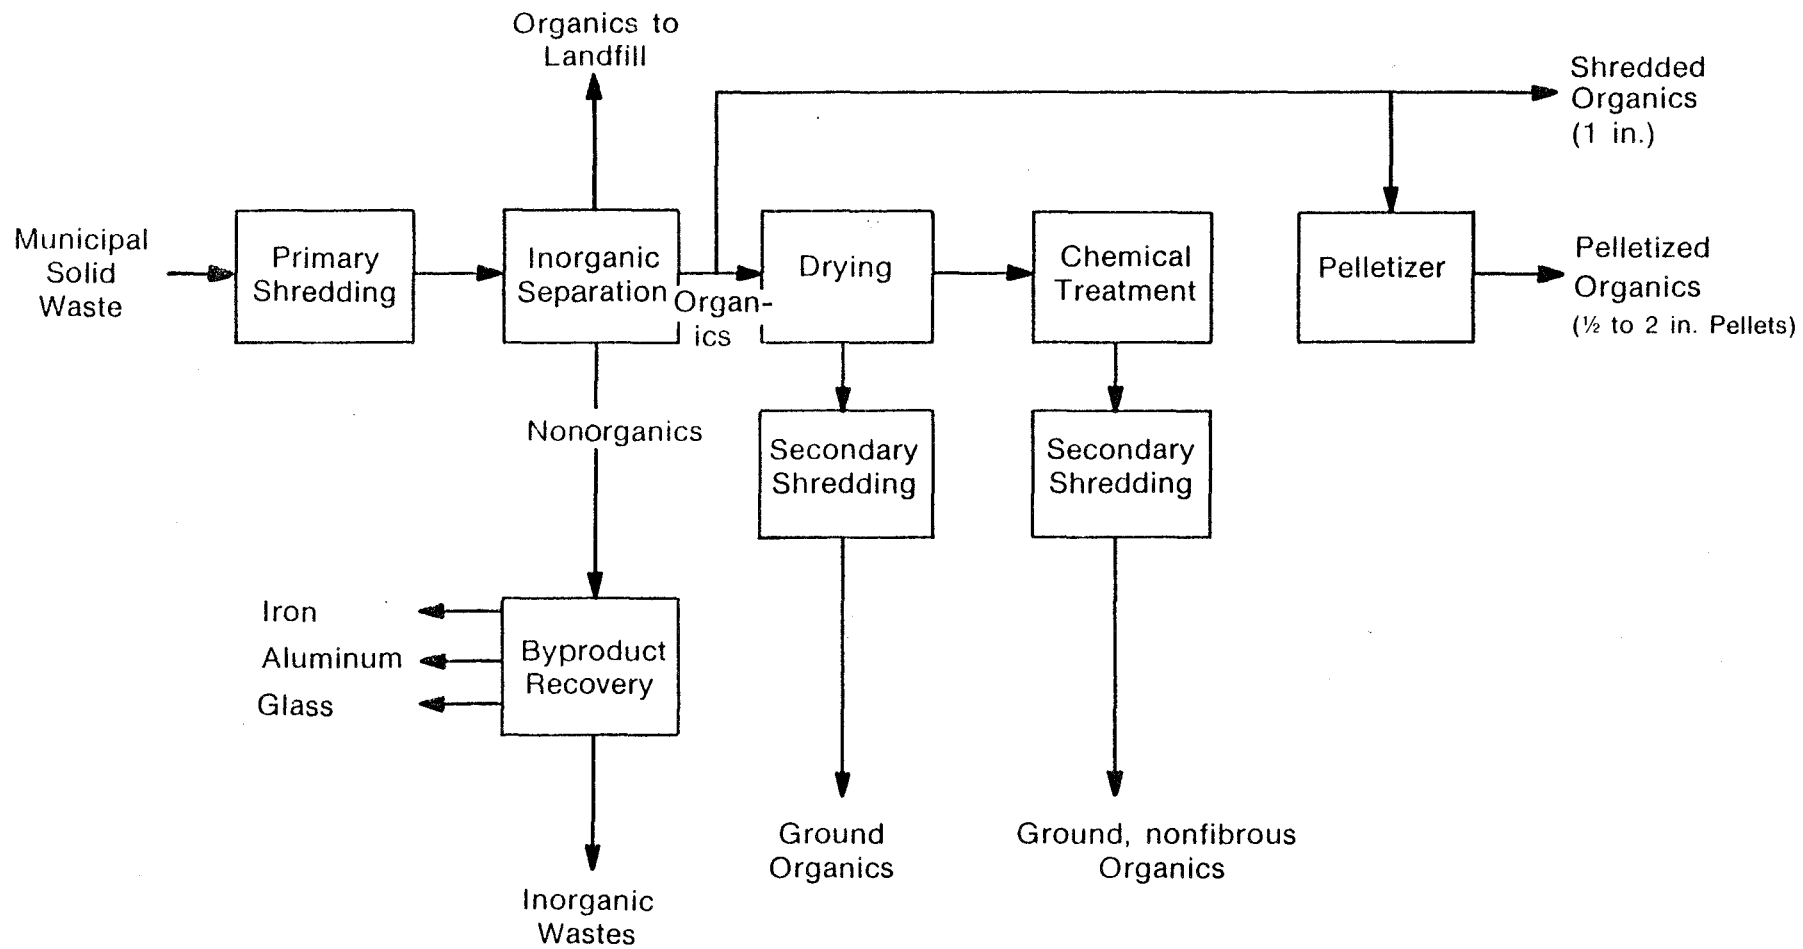 Organics to
Landfill
Shredded
Organics
(1 in.)
Municipal
Solid
Waste
Primary
Shredding
Inorganic
Separation
Organ-
ics
Drying
Chemical
Treatment
Pelletizer
Pelletized
Organics
(½ to 2 in. Pellets)
Nonorganics
Secondary
Shredding
Secondary
Shredding
Iron
Aluminum
Glass
Byproduct
Recovery
Ground
Organics
Ground, nonfibrous
Organics
Inorganic
Wastes